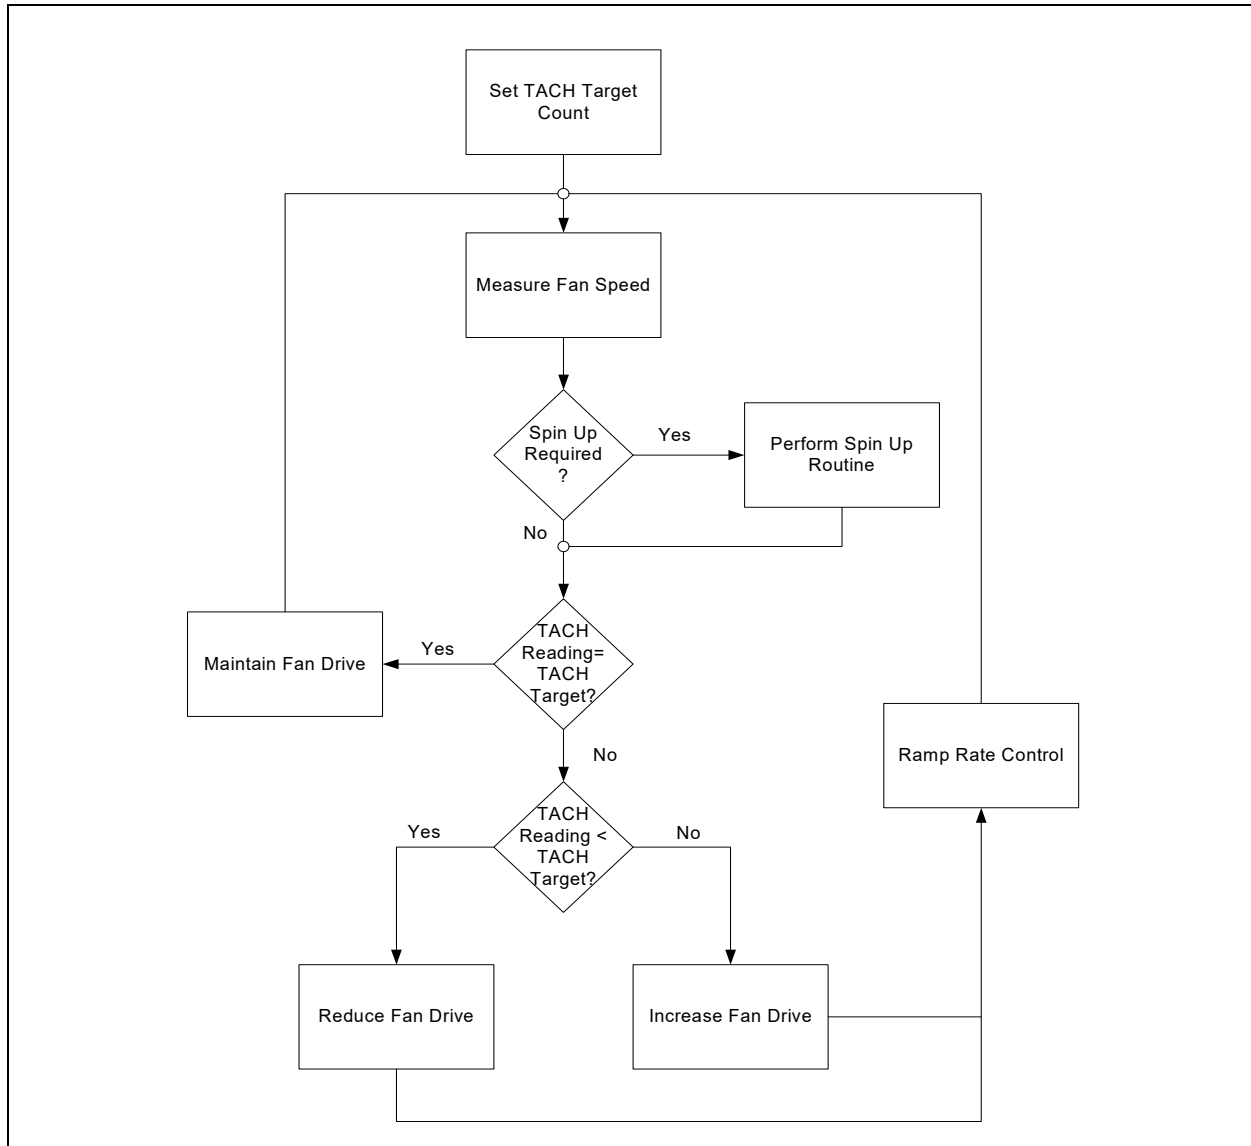 Set TACH Target
Count
Measure Fan Speed
Spin Up
Required
?
Yes
Perform Spin Up
Routine
No
TACH
Reading=
TACH
Target?
Yes
Maintain Fan Drive
No
Ramp Rate Control
TACH
Reading <
TACH
Target?
Yes
No
Reduce Fan Drive
Increase Fan Drive